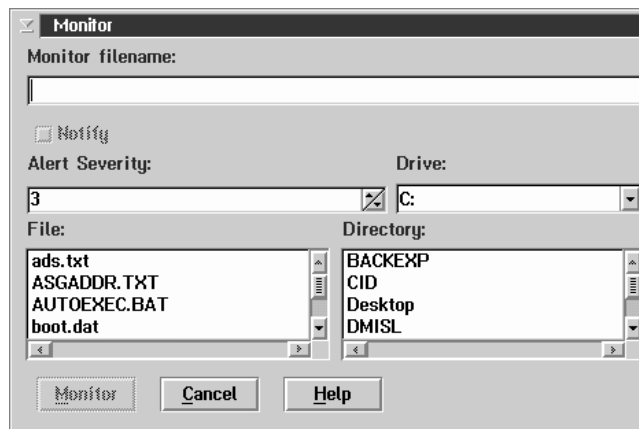 Monitor
Monitor filename:
Notify
Alert Severity:
Drive:
3
C:
File:
Directory:
ads.txt
ASGADDR.TXT
AUTOEXEC.BAT
boot.dat
BACKEXP
CID
Desktop
DMISL
Monitor
Cancel
Help